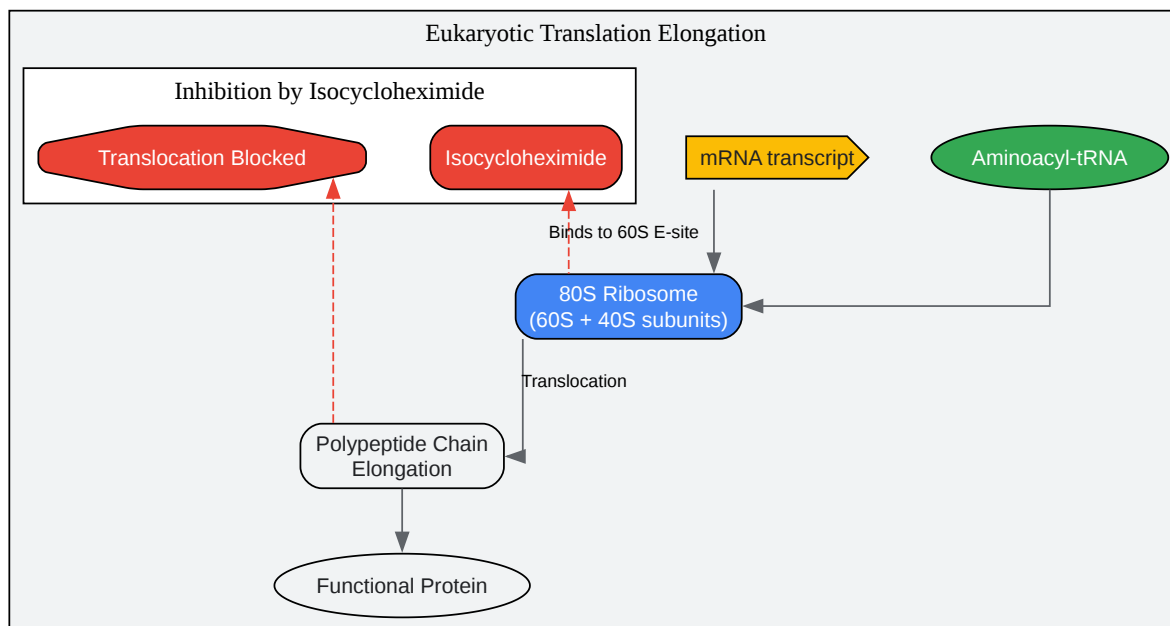 Eukaryotic Translation Elongation
Inhibition by Isocycloheximide
Translocation Blocked
Isocycloheximide
mRNA transcript
Aminoacyl-tRNA
Binds to 60S E-site
80S Ribosome
(60S + 40S subunits)
Translocation
Polypeptide Chain
Elongation
Functional Protein